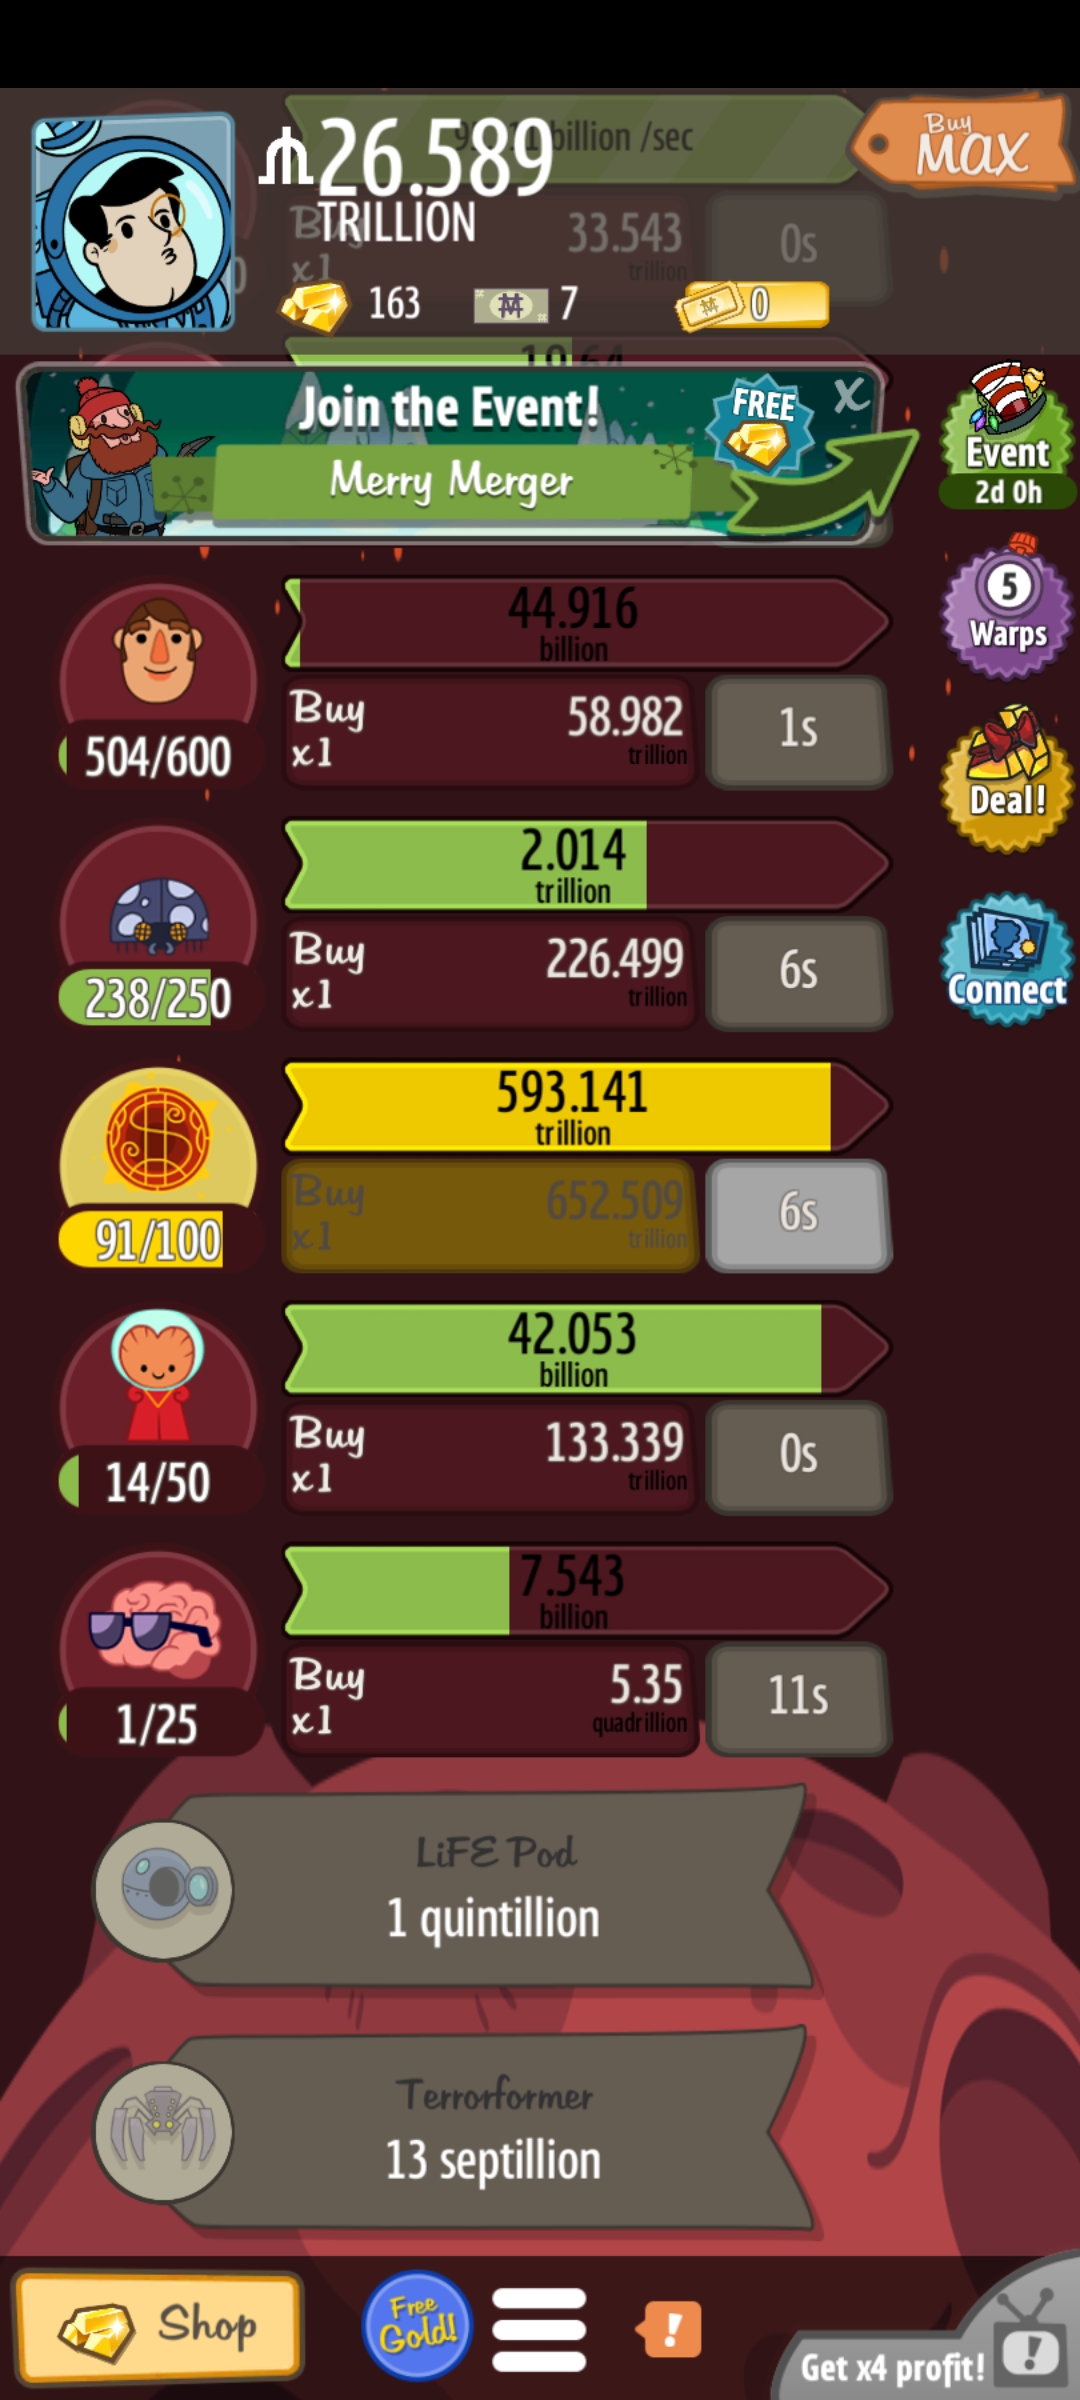 Buy
MAX
26.589
TRILLION
billion /sec
Buy
x1
33.543
trillion
0s
163
7
0
Join the Event!
FREE
X
Merry Merger
Event
2d 0h
5
Warps
Deal!
Connect
44.916
billion
504/600
Buy
x1
58.982
trillion
1s
2.014
trillion
238/250
Buy
x1
226.499
trillion
6s
593.141
trillion
91/100
Buy
x1
652.509
trillion
6s
42.053
billion
14/50
Buy
x1
133.339
trillion
0s
7.543
billion
1/25
Buy
x1
5.35
quadrillion
11s
LiFE Pod
1 quintillion
Terrorformer
13 septillion
Shop
Free
Gold!
!
Get x4 profit!
!